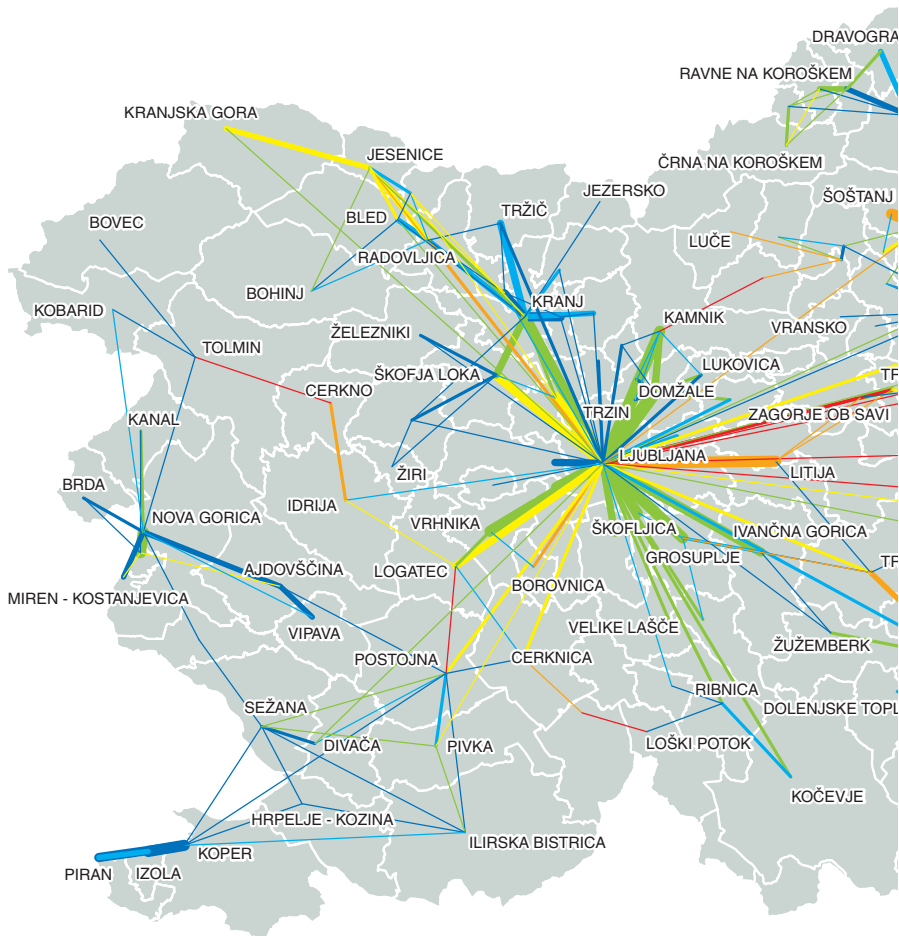 DRAVOGRA
RAVNE NA KOROŠKEM
KRANJSKA GORA
JESENICE
ČRNA NA KOROŠKEM
JEZERSKO
ŠOŠTANJ
BOVEC
BLED
TRŽIČ
LUČE
RADOVLJICA
BOHINJ
KRANJ
KOBARID
KAMNIK
VRANSKO
ŽELEZNIKI
TOLMIN
ŠKOFJA LOKA
LUKOVICA
TR
CERKNO
DOMŽALE
TRZIN
ZAGORJE OB SAVI
KANAL
LJUBLJANA
ŽIRI
LITIJA
BRDA
IDRIJA
NOVA GORICA
VRHNIKA
ŠKOFLJICA
IVANČNA GORICA
GROSUPLJE
TR
AJDOVŠČINA
LOGATEC
BOROVNICA
MIREN - KOSTANJEVICA
VIPAVA
VELIKE LAŠČE
ŽUŽEMBERK
POSTOJNA
CERKNICA
RIBNICA
SEŽANA
DOLENJSKE TOPL
DIVAČA
PIVKA
LOŠKI POTOK
KOČEVJE
HRPELJE - KOZINA
ILIRSKA BISTRICA
KOPER
PIRAN
IZOLA